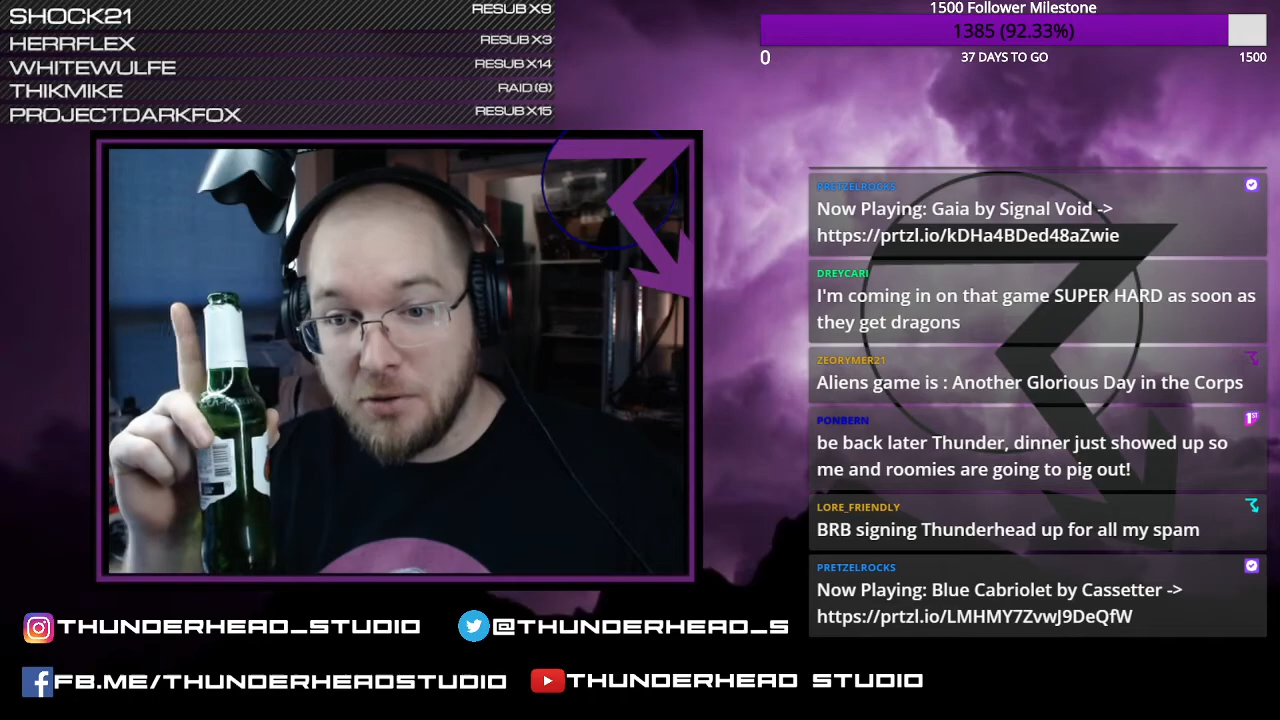 SHOCK21 RESUB X9
HERRFLEX RESUB X3
WHITEWULFE RESUB X14
THIKMIKE RAID (8)
PROJECTDARKFOX RESUB X15
1500 Follower Milestone
1385 (92.33%)
0 37 DAYS TO GO 1500
PRETZELROCKS
Now Playing: Gaia by Signal Void ->
https://prtzl.io/kDHa4BDed48aZwie
DREYCARI
I'm coming in on that game SUPER HARD as soon as
they get dragons
ZEORYMER21
Aliens game is : Another Glorious Day in the Corps
PONBERN 1ST
be back later Thunder, dinner just showed up so
me and roomies are going to pig out!
LORE_FRIENDLY
BRB signing Thunderhead up for all my spam
PRETZELROCKS
Now Playing: Blue Cabriolet by Cassetter ->
https://prtzl.io/LMHMY7ZvwJ9DeQfW
THUNDERHEAD_STUDIO @THUNDERHEAD_S
FB.ME/THUNDERHEADSTUDIO THUNDERHEAD STUDIO